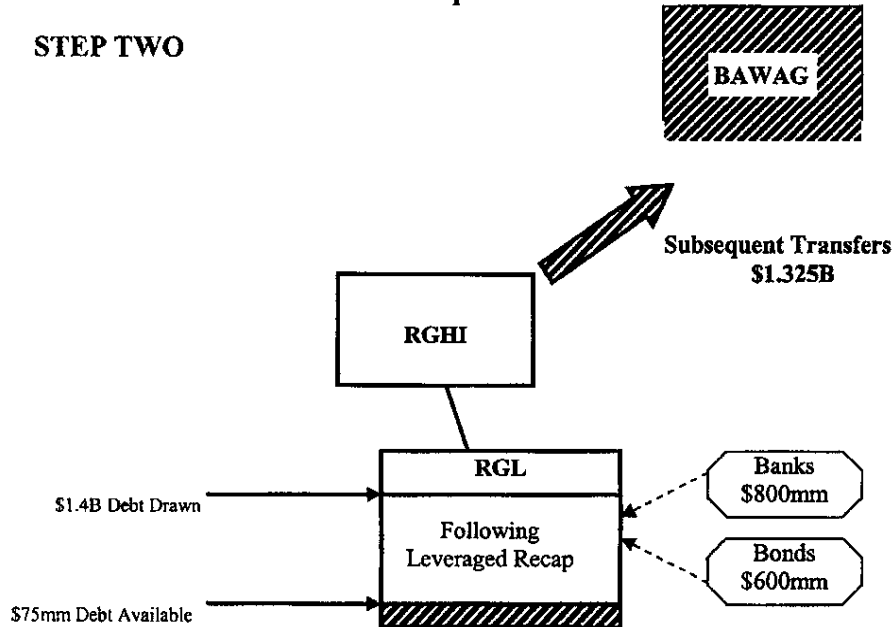 STEP TWO
BAWAG
Subsequent Transfers
$1.325B
RGHI
RGL
$1.4B Debt Drawn
Following
Leveraged Recap
$75mm Debt Available
Banks
$800mm
Bonds
$600mm